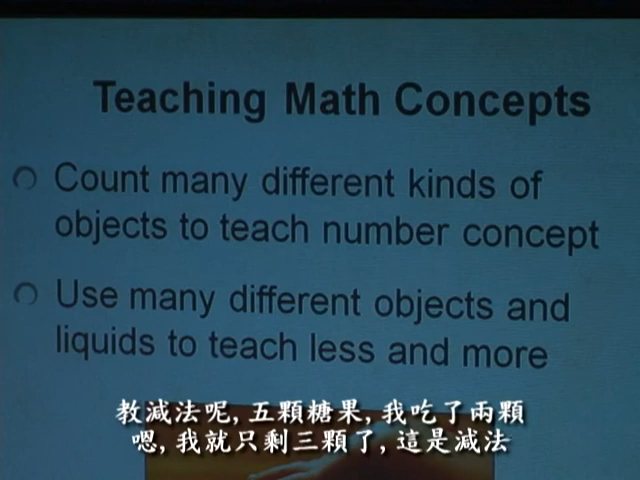 Teaching Math Concepts
Count many different kinds of
objects to teach number concept
Use many different objects and
liquids to teach less and more
教減法呢,五顆糖果,我吃了兩顆
嗯,我就只剩三顆了,這是減法